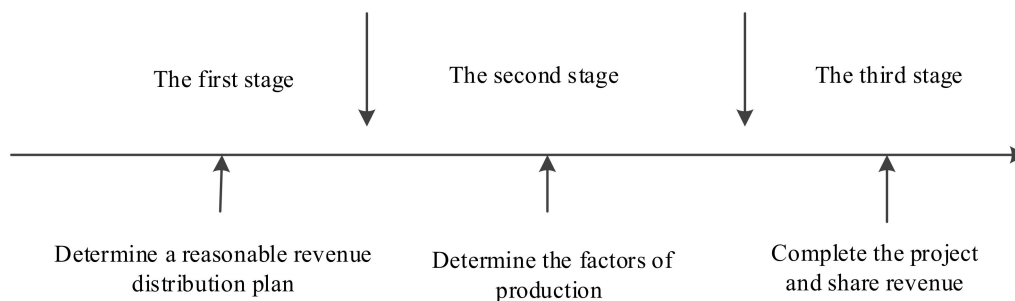 The first stage
The second stage
The third stage
Determine a reasonable revenue
distribution plan
Determine the factors of
production
Complete the project
and share revenue